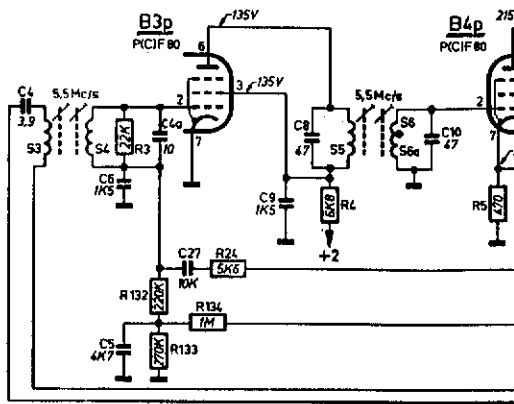 B3p
P(C)F 80
135V
B4p
P(C)F 80
215
6
3
135V
2
7
C4
3,9
5,5 Mc/s
S3
S4
22K
R3
C4a
10
C6
1K5
C8
47
5,5Mc/s
S5
S6
S6a
C10
47
2
7
C9
1K5
6K8
R4
+2
R5
470
C27
10K
R24
5K6
R132
220K
R134
1M
C5
4K7
270K
R133